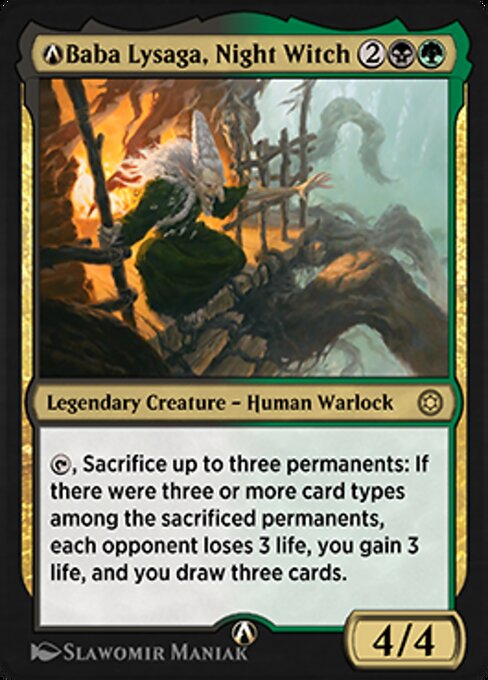 Baba Lysaga, Night Witch 2
Legendary Creature – Human Warlock
, Sacrifice up to three permanents: If
there were three or more card types
among the sacrificed permanents,
each opponent loses 3 life, you gain 3
life, and you draw three cards.
4/4
Slawomir Maniak